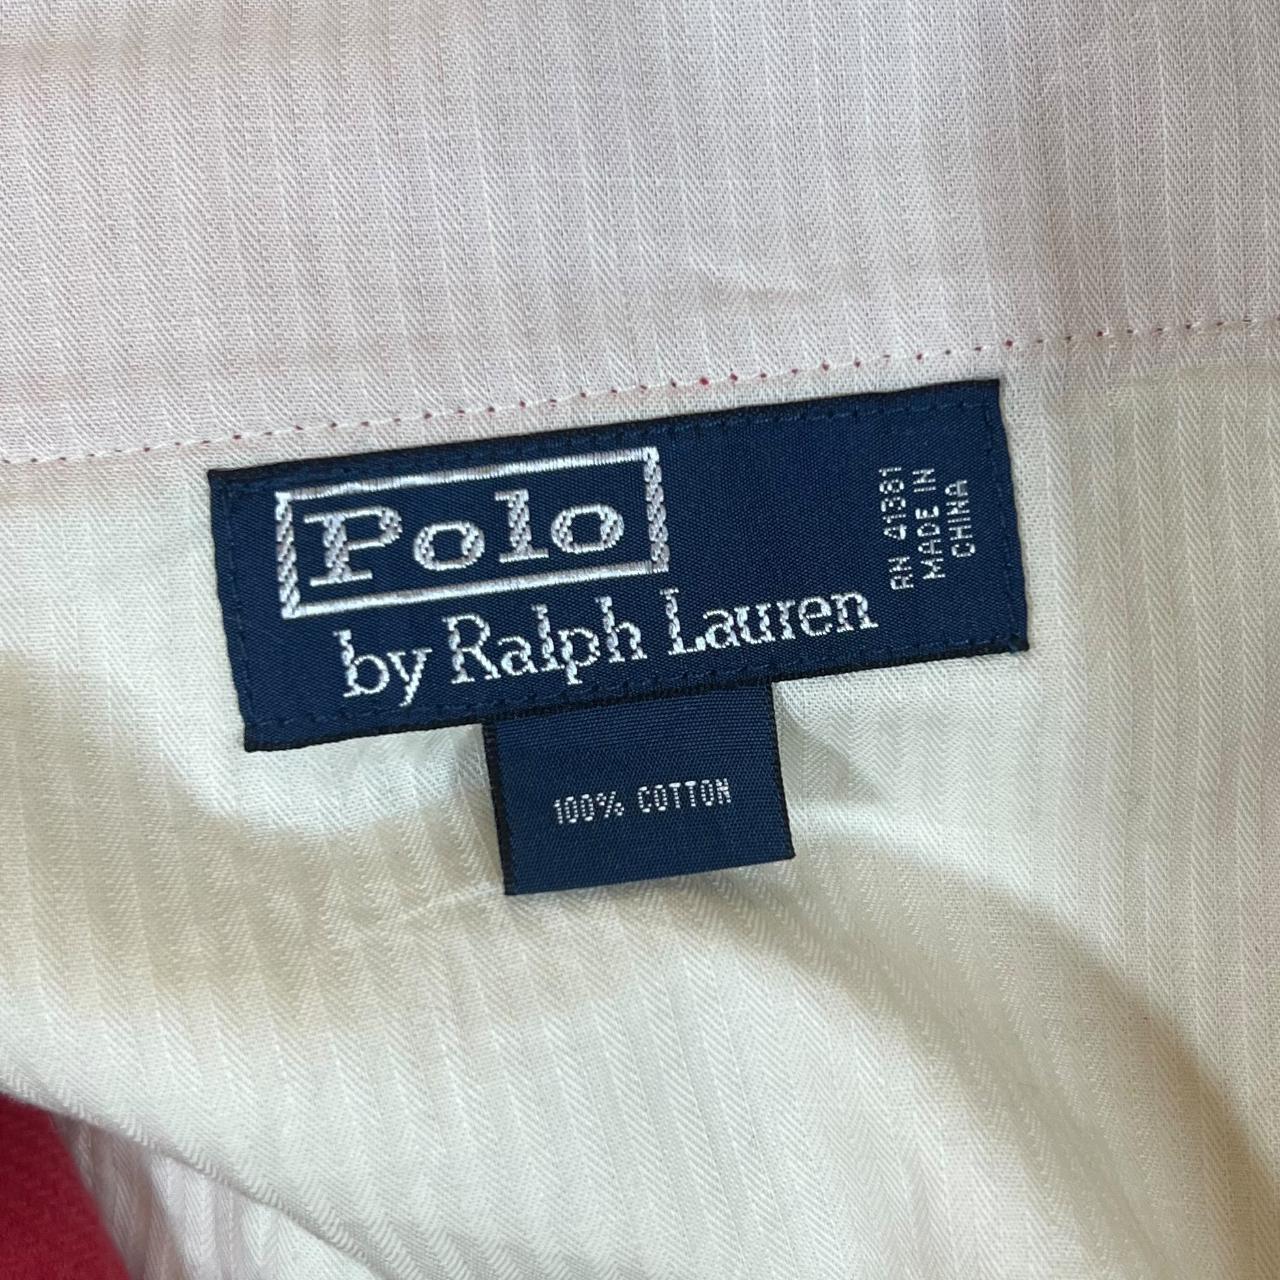 Polo
by Ralph Lauren
RN 41381
MADE IN
CHINA
100% COTTON